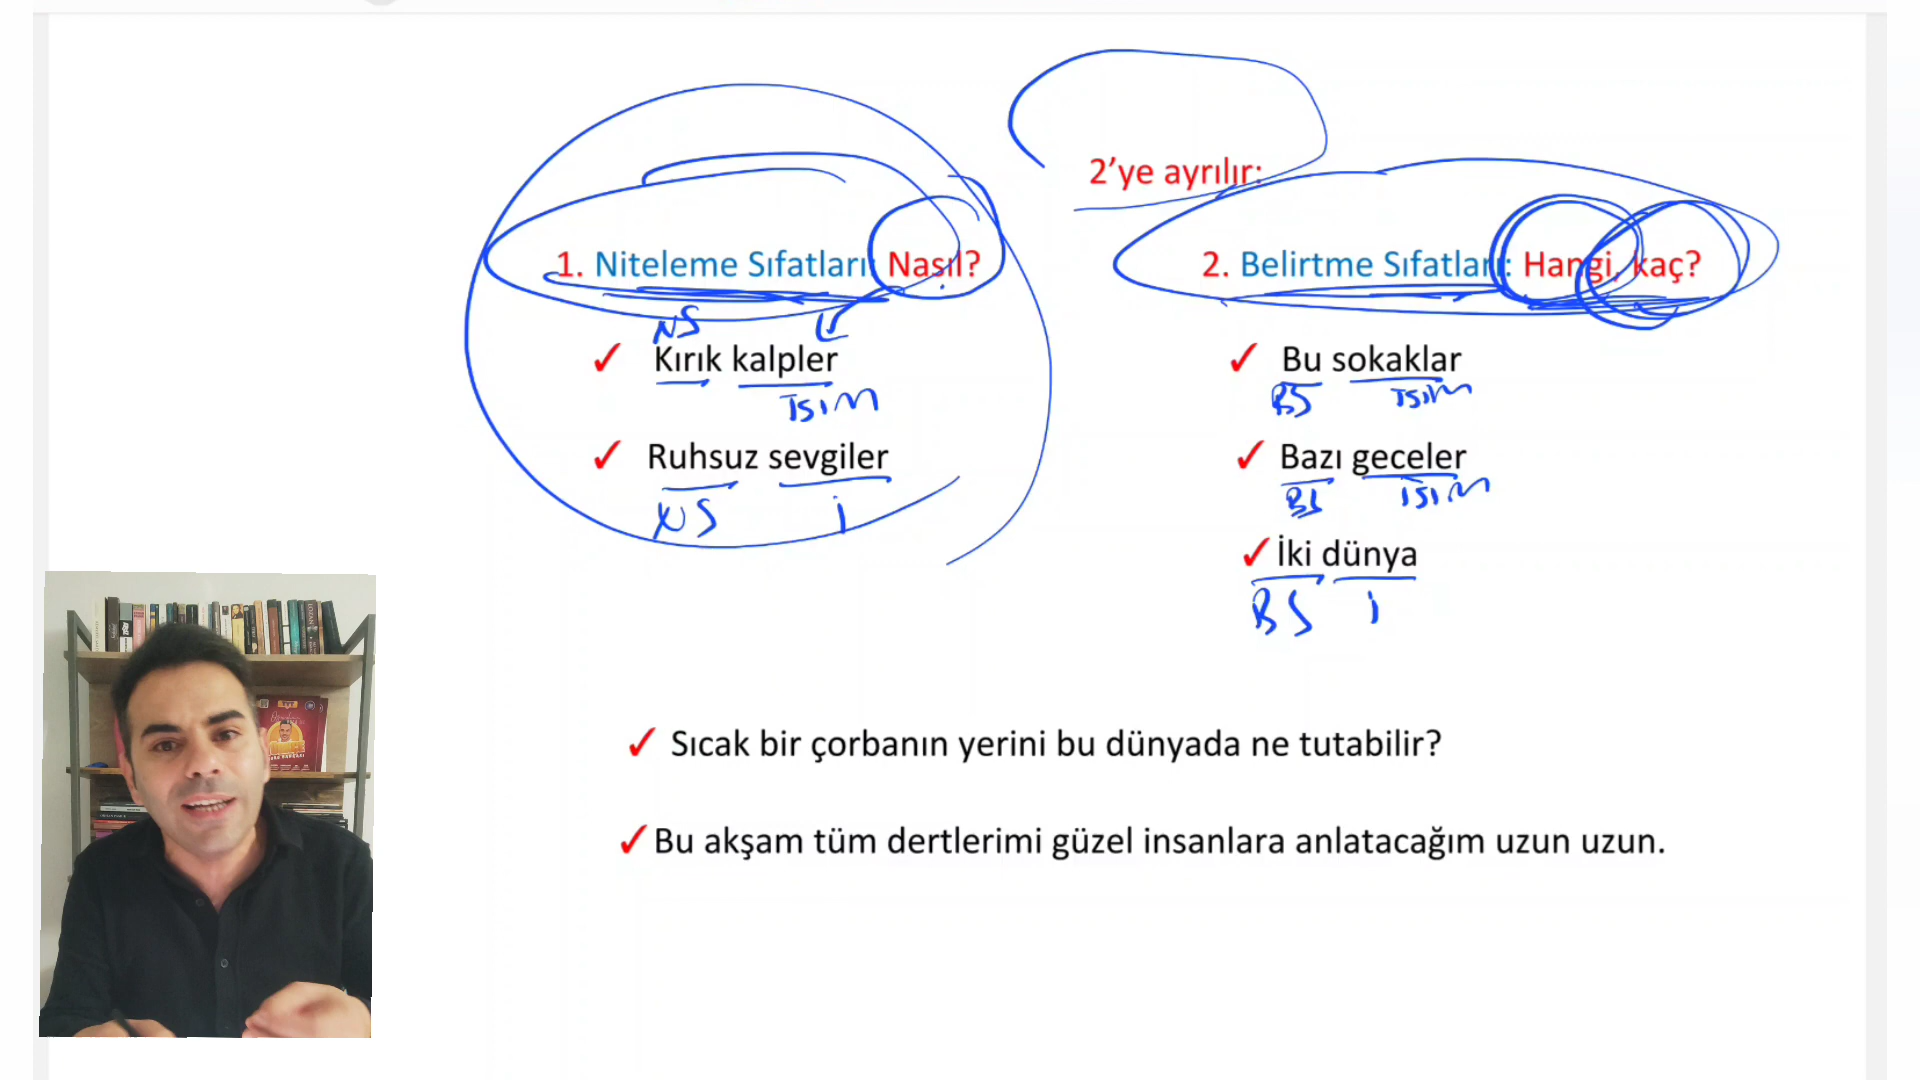 2'ye ayrılır:
1. Niteleme Sıfatları: Nasıl?
NS
✓ Kırık kalpler
İsim
✓ Ruhsuz sevgiler
NS İ
2. Belirtme Sıfatları: Hangi, kaç?
✓ Bu sokaklar
BS İsim
✓ Bazı geceler
BS isim
✓ İki dünya
BS İ
✓ Sıcak bir çorbanın yerini bu dünyada ne tutabilir?
✓ Bu akşam tüm dertlerimi güzel insanlara anlatacağım uzun uzun.